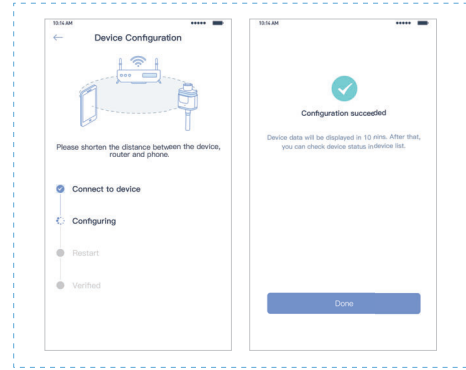 10:14 AM
Device Configuration
Please shorten the distance between the device,
router and phone.
Connect to device
Configuring
Restart
Verified
10:14 AM
Configuration succeeded
Device data will be displayed in 10 mins. After that,
you can check device status in device list.
Done